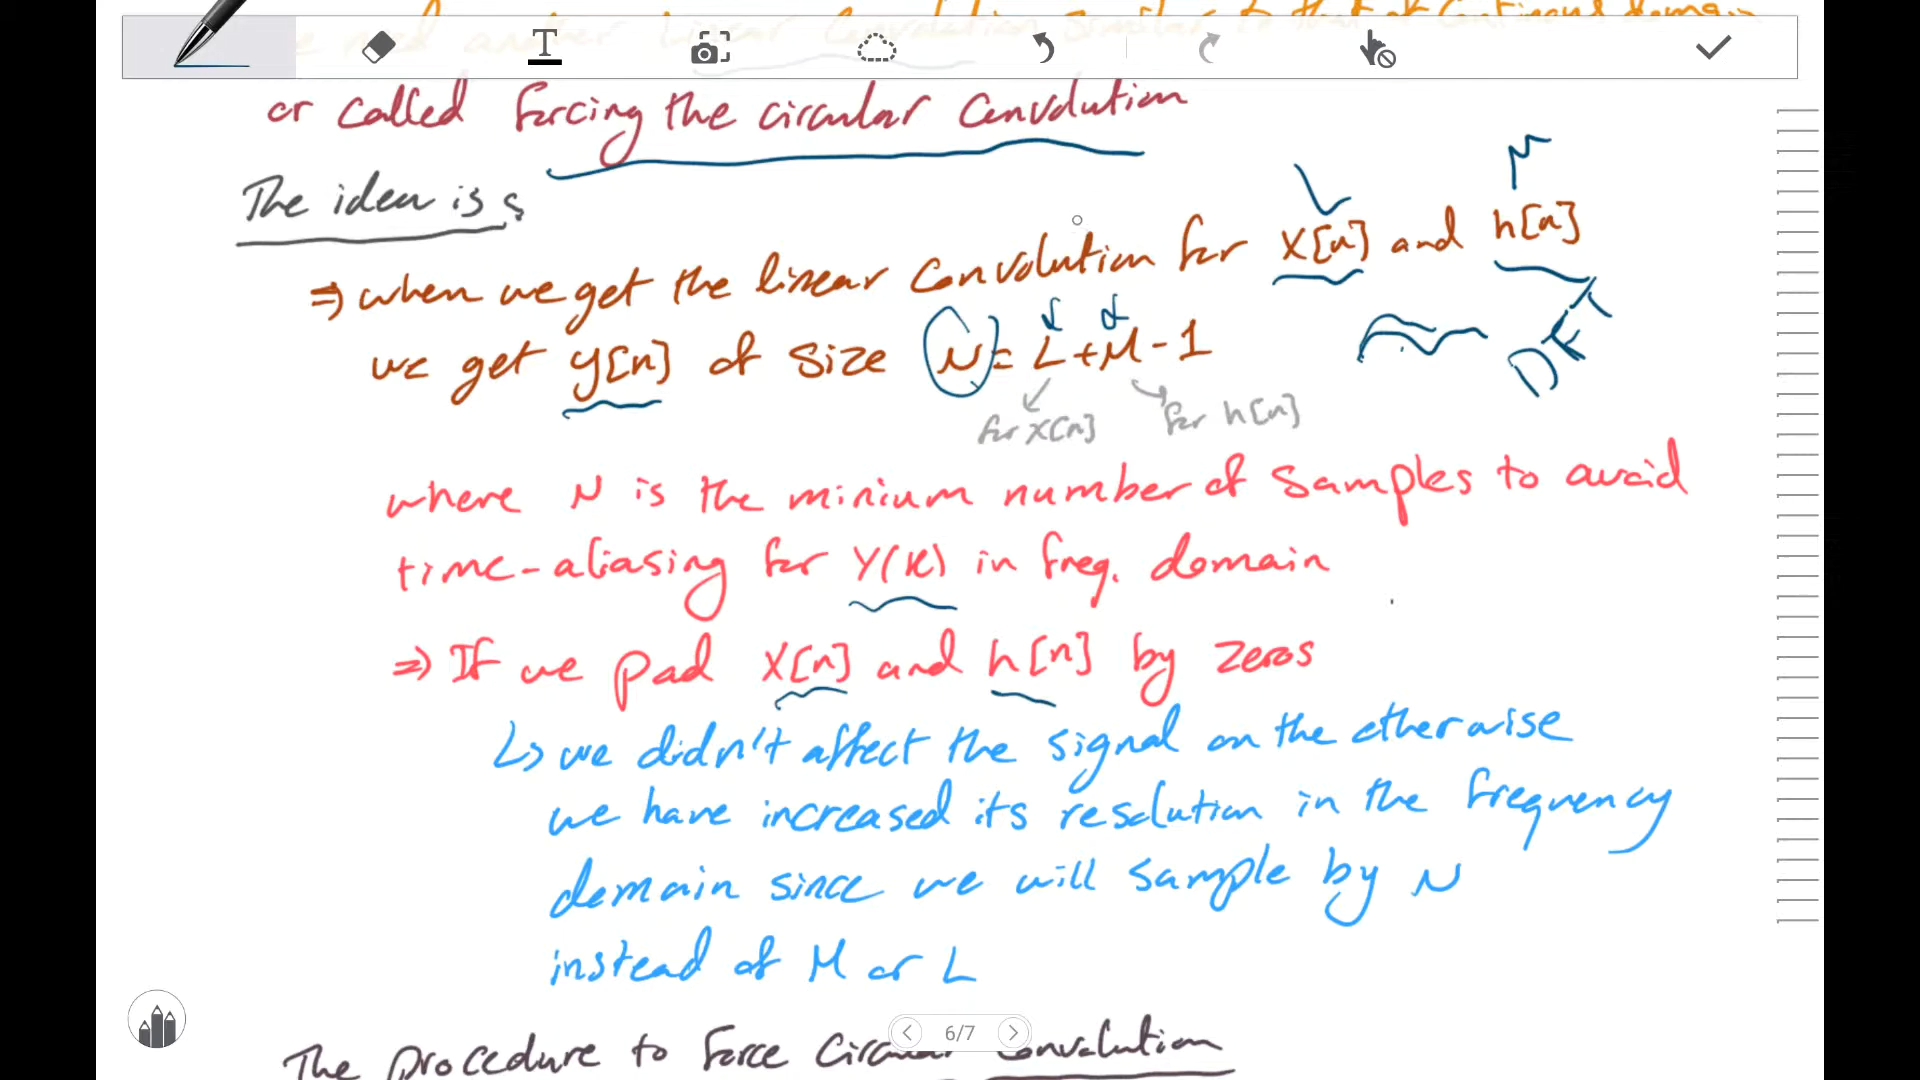 or called forcing the circular Convolution
The idea is :
⇒ when we get the linear Convolution for x[n] and h[n]
L
M
we get y[n] of size N = L + M - 1
DFT
for x[n]
for h[n]
where N is the minium number of samples to avoid
time-aliasing for Y(k) in freq. domain
⇒ If we pad x[n] and h[n] by zeros
↳ we didn't affect the signal on the otherwise
we have increased its resolution in the frequency
domain since we will sample by N
instead of M or L
6/7
The procedure to Force Circular Convolution